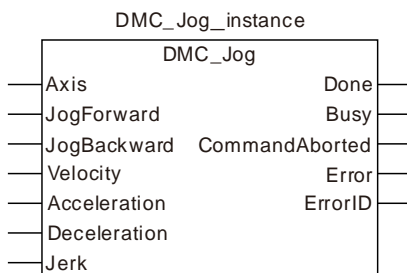 DMC_Jog_instance
DMC_Jog
Axis Done
JogForward Busy
JogBackward CommandAborted
Velocity Error
Acceleration ErrorID
Deceleration
Jerk